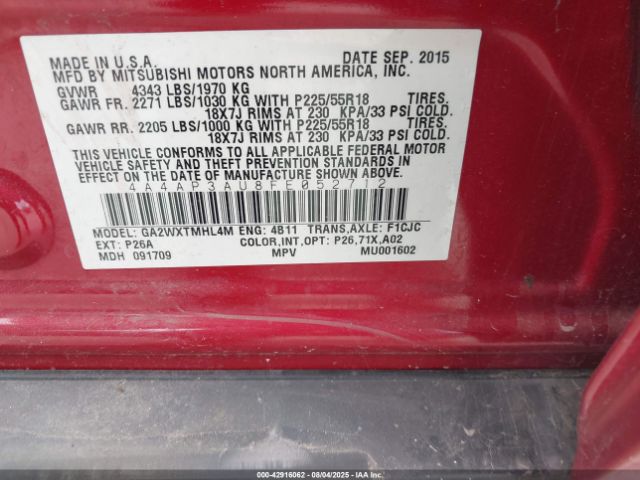 MADE IN U.S.A. DATE SEP. 2015
MFD BY MITSUBISHI MOTORS NORTH AMERICA, INC.
GVWR 4343 LBS/1970 KG
GAWR FR. 2271 LBS/1030 KG WITH P225/55R18 TIRES.
18X7J RIMS AT 230 KPA/33 PSI COLD.
GAWR RR. 2205 LBS/1000 KG WITH P225/55R18 TIRES.
18X7J RIMS AT 230 KPA/33 PSI COLD.
THIS VEHICLE CONFORMS TO ALL APPLICABLE FEDERAL MOTOR
VEHICLE SAFETY AND THEFT PREVENTION STANDARDS IN
EFFECT ON THE DATE OF MANUFACTURE SHOWN ABOVE.
4A4AP3AU8FE052712
MODEL: GA2WXTMHL4M ENG: 4B11 TRANS,AXLE: F1CJC
EXT: P26A COLOR,INT,OPT: P26,71X,A02
MDH 091709 MPV MU001602
000-42916062 - 08/04/2025 - www.iaai.com